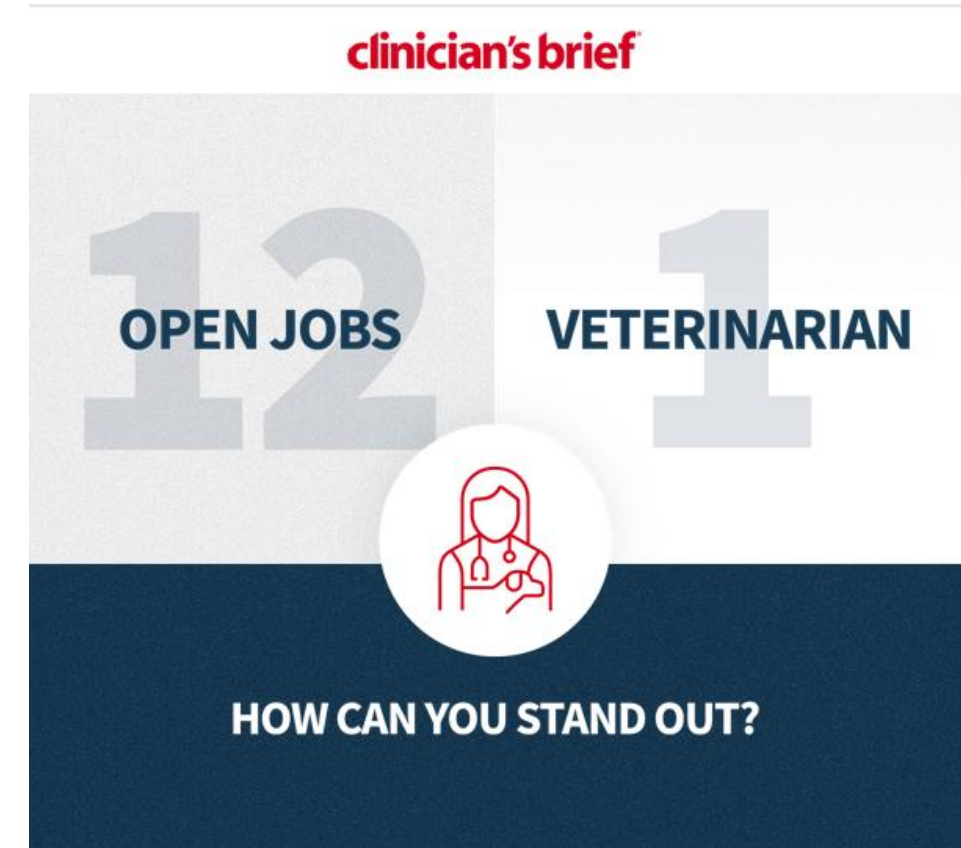 clinician's brief
12
OPEN JOBS
1
VETERINARIAN
HOW CAN YOU STAND OUT?